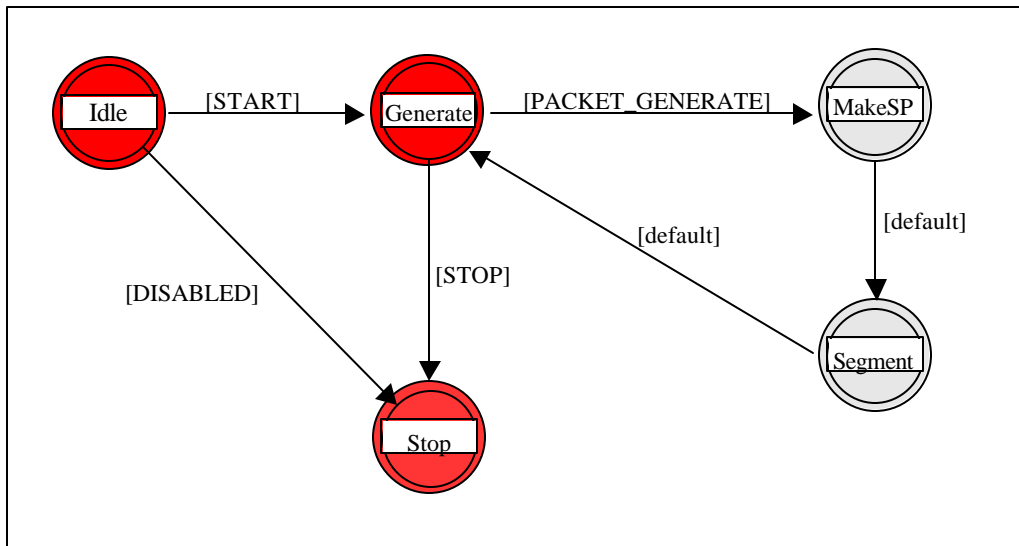 Idle
[START]
Generate
[PACKET_GENERATE]
MakeSP
[default]
[default]
[DISABLED]
[STOP]
Segment
Stop